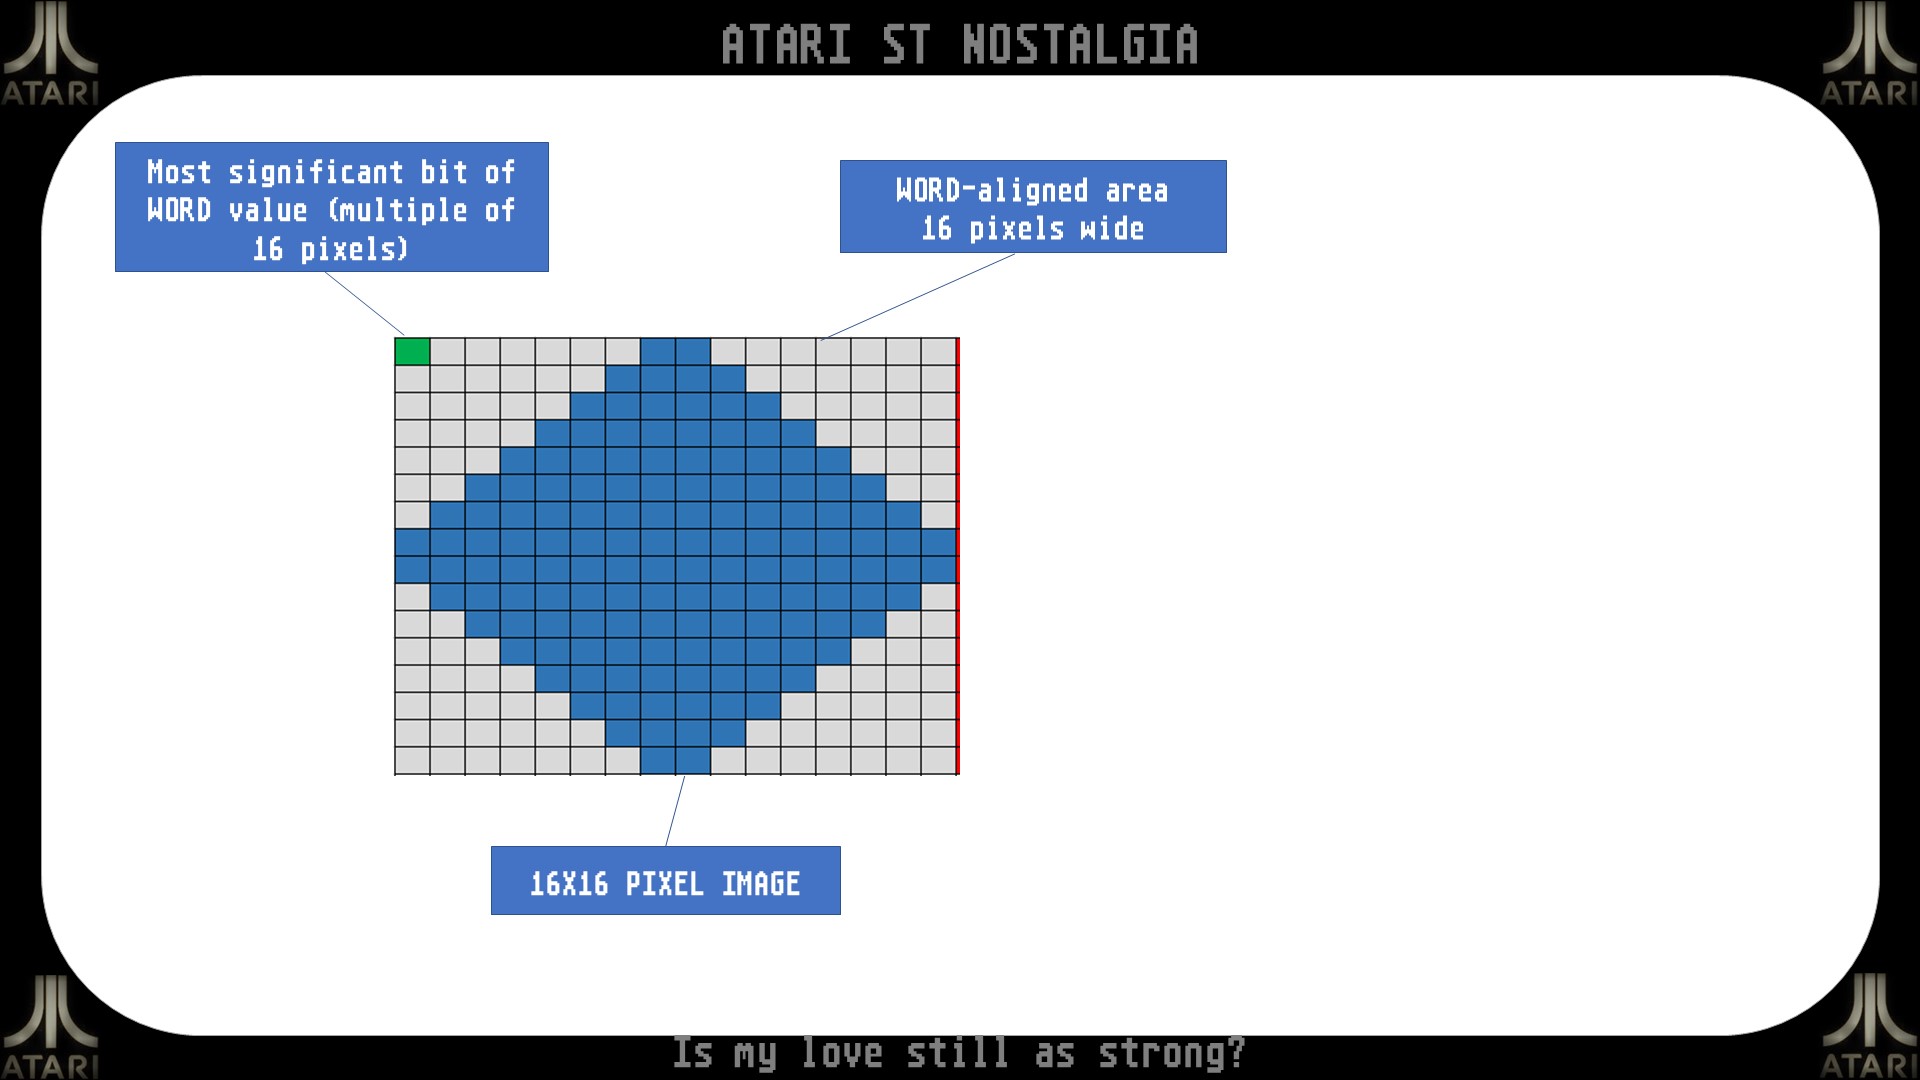 ATARI ST NOSTALGIA
ATARI
ATARI
Most significant bit of
WORD value (multiple of
16 pixels)
WORD-aligned area
16 pixels wide
16X16 PIXEL IMAGE
Is my love still as strong?
ATARI
ATARI